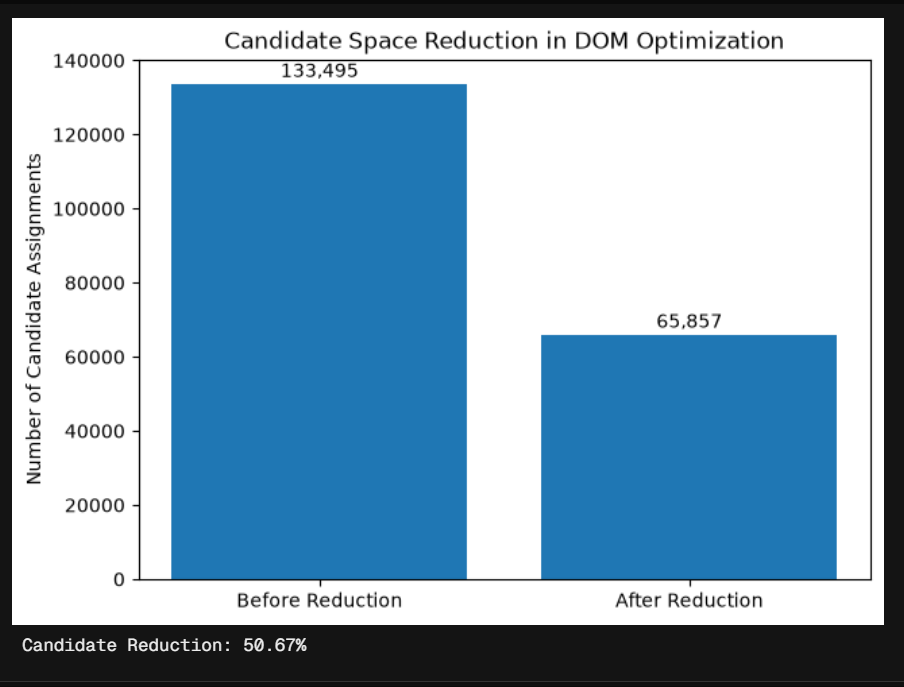 Candidate Space Reduction in DOM Optimization
140000
133,495
120000
100000
80000
65,857
60000
40000
20000
0
Number of Candidate Assignments
Before Reduction
After Reduction
Candidate Reduction: 50.67%